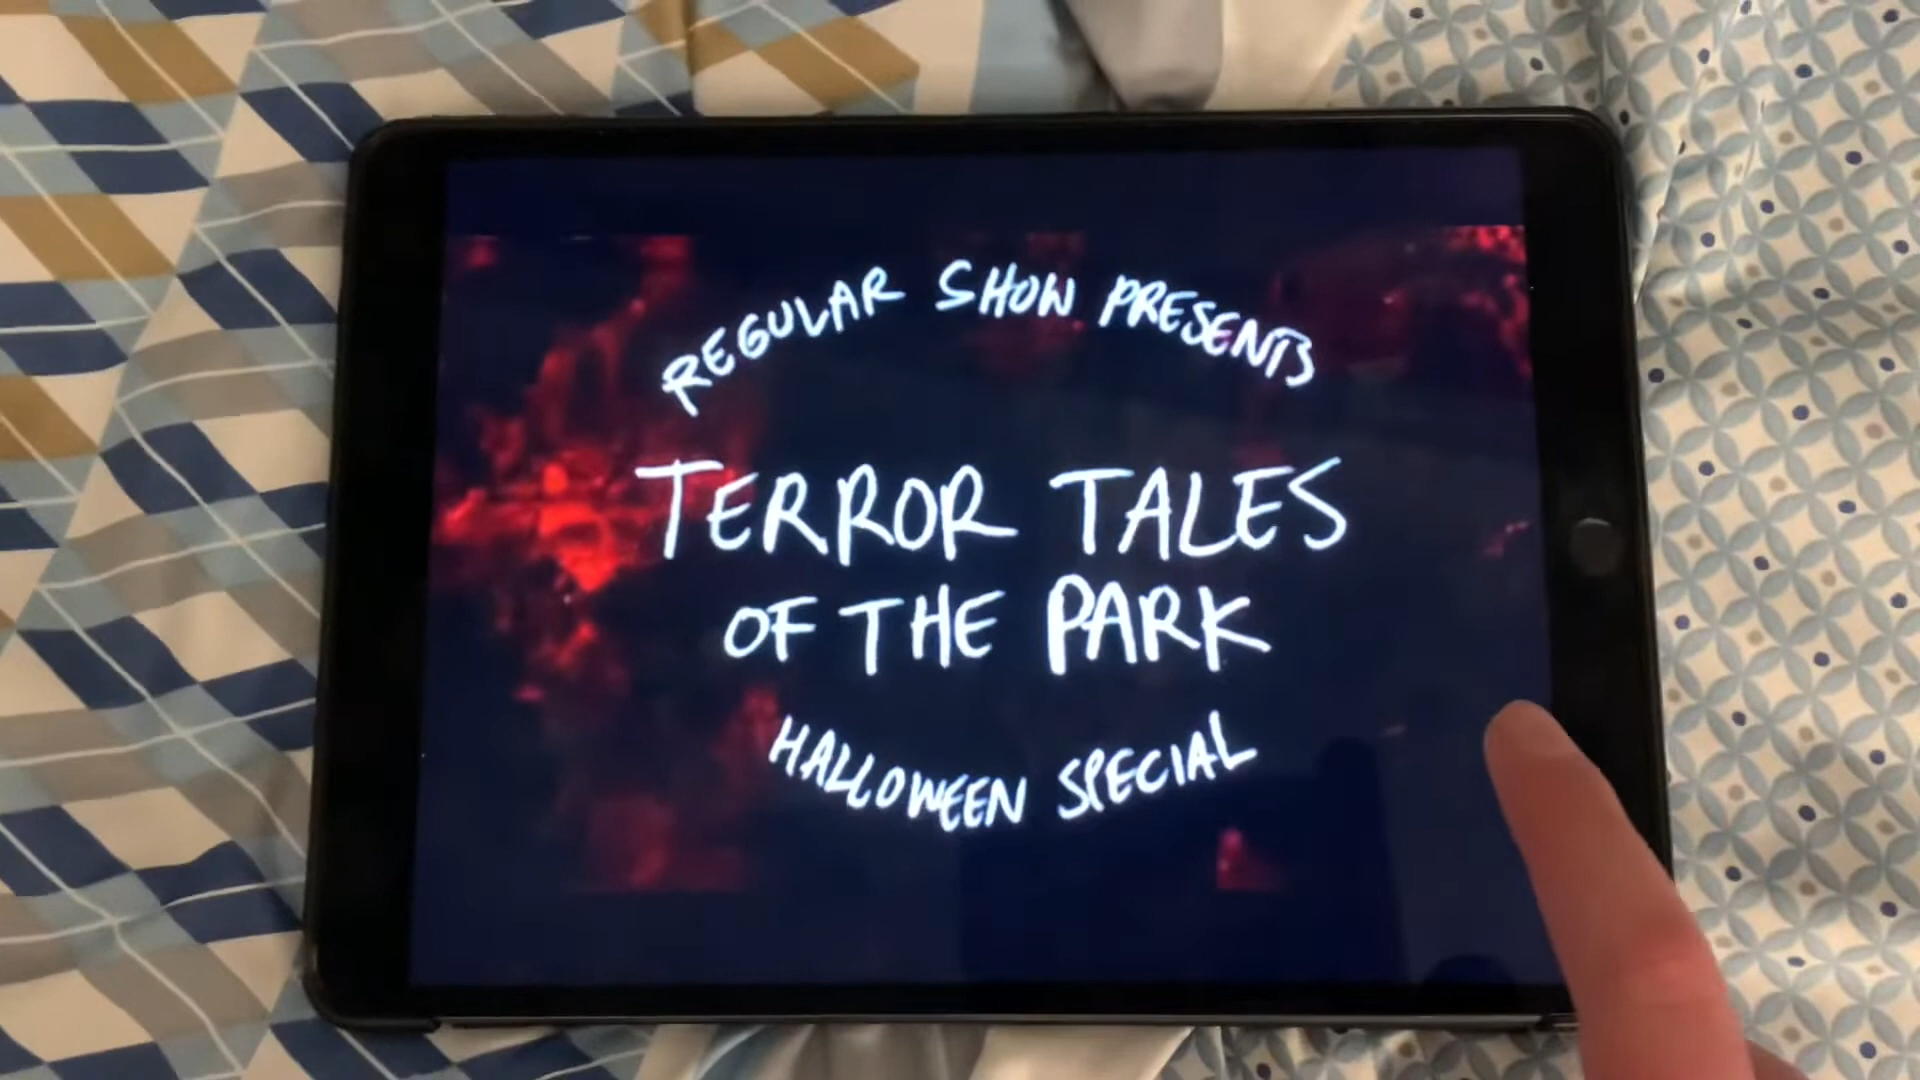 REGULAR SHOW PRESENTS
TERROR TALES
OF THE PARK
HALLOWEEN SPECIAL